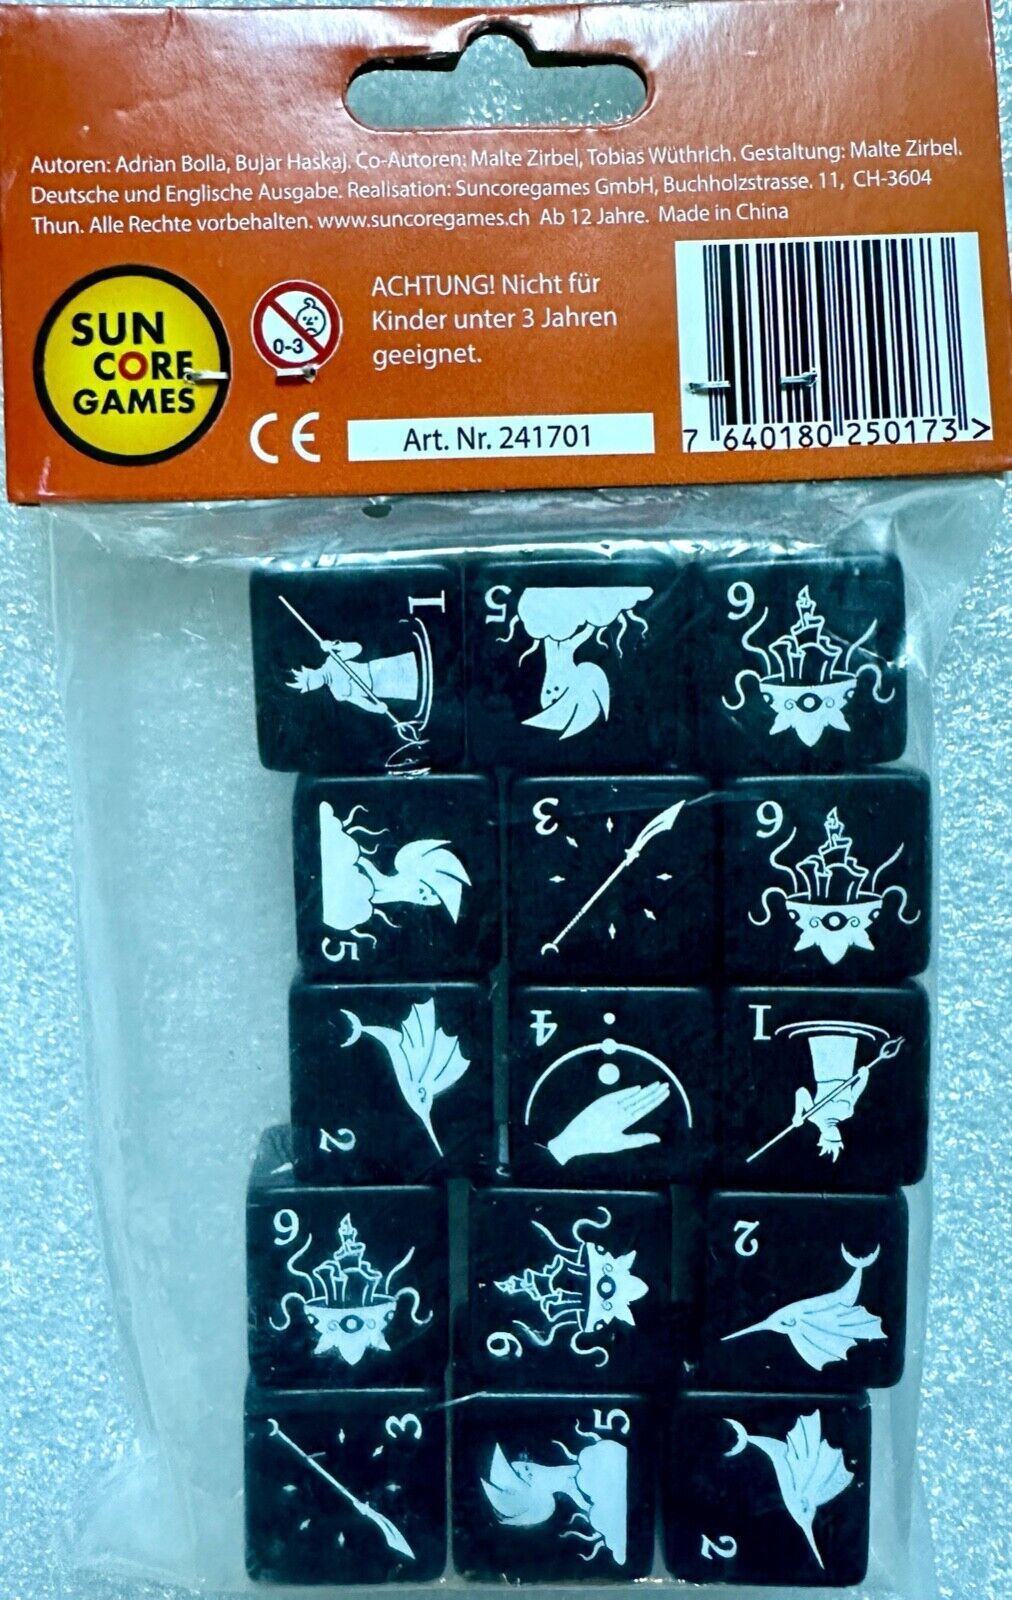 Autoren: Adrian Bolla, Bujar Haskaj. Co-Autoren: Malte Zirbel, Tobias Wüthrich. Gestaltung: Malte Zirbel.
Deutsche und Englische Ausgabe. Realisation: Suncoregames GmbH, Buchholzstrasse. 11, CH-3604
Thun. Alle Rechte vorbehalten. www.suncoregames.ch Ab 12 Jahre. Made in China
SUN
CORE
GAMES
0-3
ACHTUNG! Nicht für
Kinder unter 3 Jahren
geeignet.
CE
Art. Nr. 241701
7 640180 250173 >
1 5 6
5 3 6
2 4 1
6 6 2
3 5 2